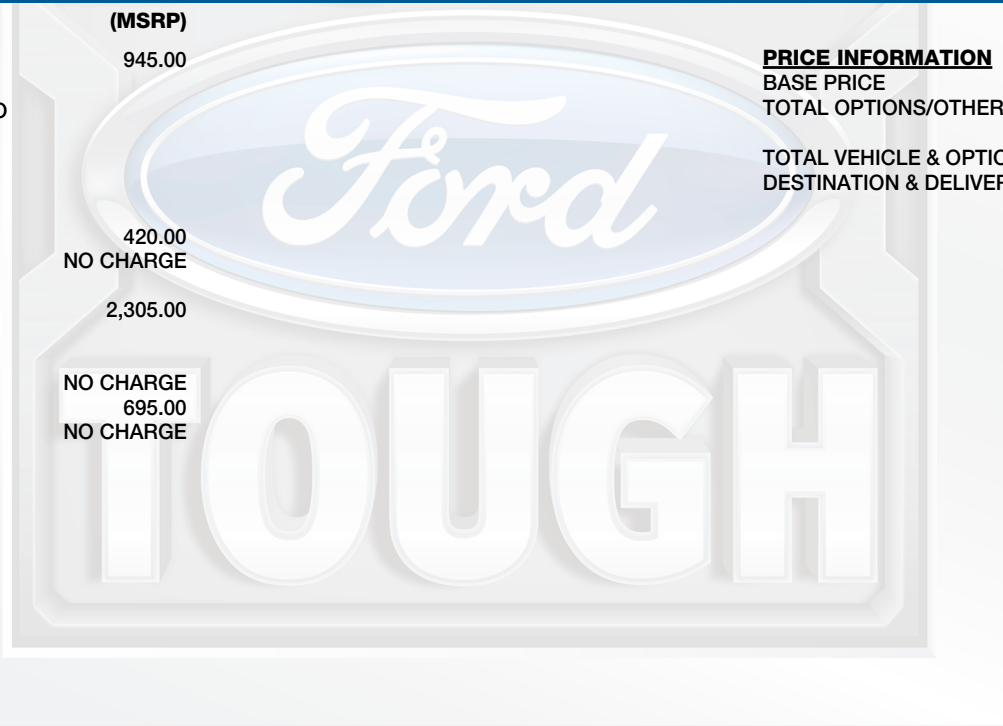 (MSRP)
945.00
420.00
NO CHARGE
2,305.00
NO CHARGE
695.00
NO CHARGE
PRICE INFORMATION
BASE PRICE
TOTAL OPTIONS/OTHER
TOTAL VEHICLE & OPTIO
DESTINATION & DELIVER
Ford
TOUGH